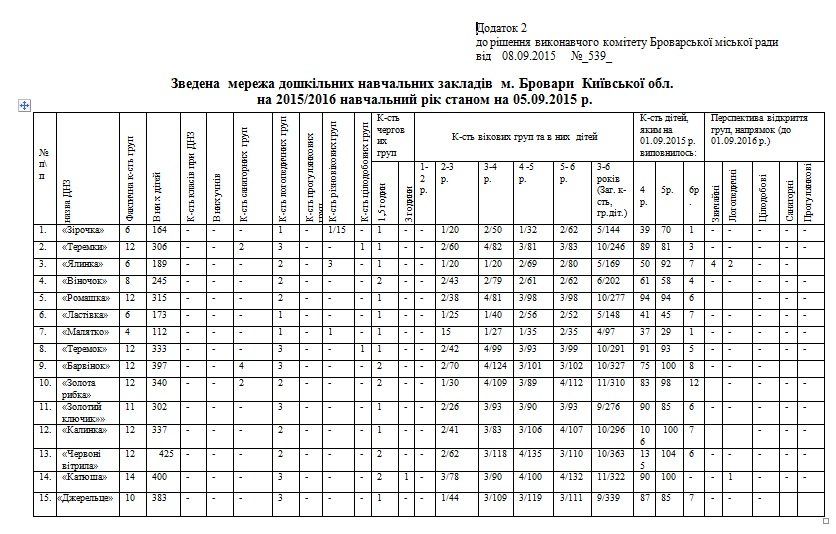 Додаток 2
до рішення виконавчого комітету Броварської міської ради
від 08.09.2015 №_539_
Зведена мережа дошкільних навчальних закладів м. Бровари Київської обл.
на 2015/2016 навчальний рік станом на 05.09.2015 р.
№ п\п назва ДНЗ Фактична к-сть груп В них дітей К-сть класів при ДНЗ В них учнів К-сть санаторних груп К-сть логопедичних груп К-сть прогулянкових К-сть різновікових груп К-сть цілодобових груп К-сть чергових груп К-сть вікових груп та в них дітей К-сть дітей, яким на 01.09.2015 р. виповнилось: Перспектива відкриття груп, напрямок (до 01.09.2016 р.)
1,5 годин 3 годин 1-2 р. 2-3 р. 3-4 р. 4-5 р. 5-6 р. 3-6 років (Заг. к-сть, гр.діт.) 4 р. 5р. 6р. Звичайні Логопедичні Цілодобові Санаторні Прогулянкові
1. «Зірочка» 6 164 - - - 1 - 1/15 - 1 - - 1/20 2/50 1/32 2/62 5/144 39 70 1 - - - - -
2. «Теремки» 12 306 - - 2 3 - - 1 1 - - 2/60 4/82 3/81 3/83 10/246 89 81 3 - - - - -
3. «Ялинка» 6 189 - - - 2 - 3 - 1 - - 1/20 1/20 2/69 2/80 5/169 50 92 7 4 2 - - -
4. «Віночок» 8 245 - - - 2 - - - 2 - - 2/43 2/79 2/61 2/62 6/202 61 58 4 - - - - -
5. «Ромашка» 12 315 - - - 2 - - - 1 - - 2/38 4/81 3/98 3/98 10/277 94 94 6 - - -
6. «Ластівка» 6 173 - - - 1 - - - 1 - - 1/25 1/40 2/56 2/52 5/148 41 45 7 - - - - -
7. «Малятко» 4 112 - - - 1 - 1 - 1 - - 15 1/27 1/35 2/35 4/97 37 29 1 - - - - -
8. «Теремок» 12 333 - - - 3 - - 1 1 - - 2/42 4/99 3/93 3/99 10/291 91 93 5 - - - - -
9. «Барвінок» 12 397 - - 4 3 - - - 2 - - 2/70 4/124 3/101 3/102 10/327 75 100 8 - - - - -
10. «Золота рибка» 12 340 - - 2 2 - - - 2 - - 1/30 4/109 3/89 4/112 11/310 83 98 12 - - - - -
11. «Золотий ключик»» 11 302 - - - 3 - - - 1 - - 2/26 3/93 3/90 3/93 9/276 90 85 6 - - - - -
12. «Калинка» 12 337 - - - 2 - - - 1 - - 2/41 3/83 3/106 4/107 10/296 106 100 7 - - - - -
13. «Червоні вітрила» 12 425 - - - 2 - - - 2 - - 2/62 3/118 4/135 3/110 10/363 135 104 6 - - - - -
14. «Катюша» 14 400 - - - 3 - - - 2 1 - 3/78 3/90 4/100 4/132 11/322 90 100 - - 1 - - -
15. «Джерельце» 10 383 - - - 3 - - - 1 - - 1/44 3/109 3/119 3/111 9/339 87 85 7 - - - - -